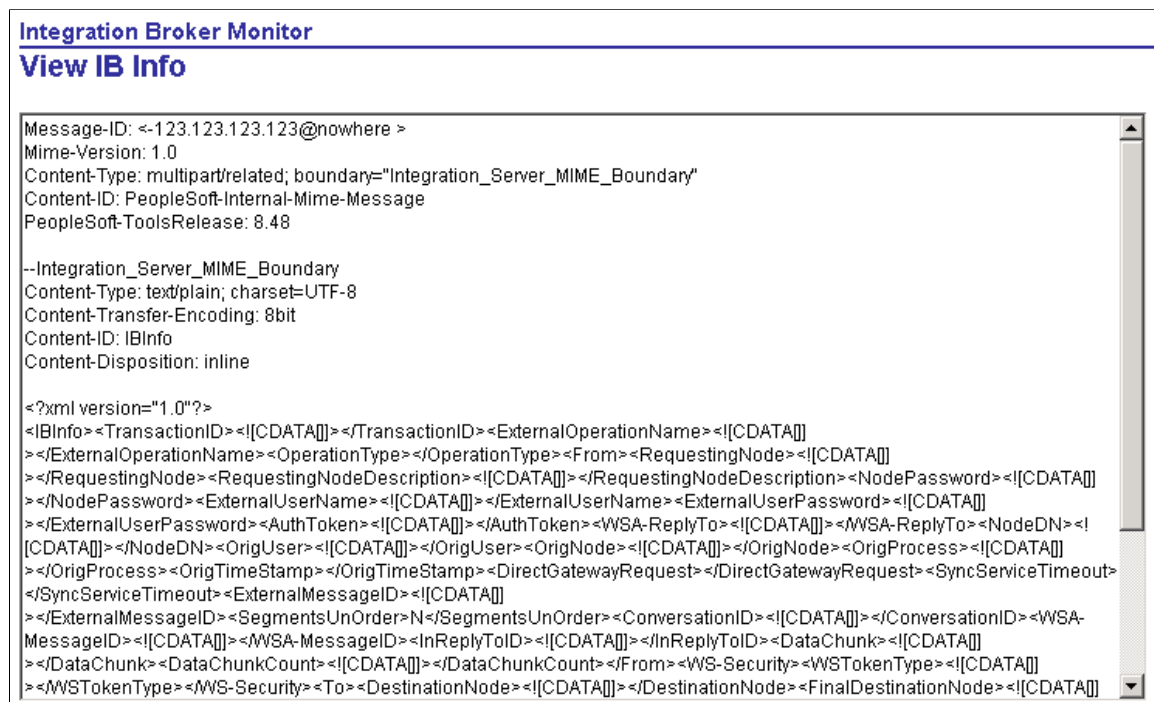 Integration Broker Monitor
View IB Info
Message-ID: <-123.123.123.123@nowhere >
Mime-Version: 1.0
Content-Type: multipart/related; boundary="Integration_Server_MIME_Boundary"
Content-ID: PeopleSoft-Internal-Mime-Message
PeopleSoft-ToolsRelease: 8.48
--Integration_Server_MIME_Boundary
Content-Type: text/plain; charset=UTF-8
Content-Transfer-Encoding: 8bit
Content-ID: IBInfo
Content-Disposition: inline
<?xml version="1.0"?>
<IBInfo><TransactionID><![CDATA[]]></TransactionID><ExternalOperationName><![CDATA[]]
></ExternalOperationName><OperationType></OperationType><From><RequestingNode><![CDATA[]]
></RequestingNode><RequestingNodeDescription><![CDATA[]]></RequestingNodeDescription><NodePassword><![CDATA[]]
></NodePassword><ExternalUserName><![CDATA[]]></ExternalUserName><ExternalUserPassword><![CDATA[]]
></ExternalUserPassword><AuthToken><![CDATA[]]></AuthToken><WSA-ReplyTo><![CDATA[]]></WSA-ReplyTo><NodeDN><!
[CDATA[]]></NodeDN><OrigUser><![CDATA[]]></OrigUser><OrigNode><![CDATA[]]></OrigNode><OrigProcess><![CDATA[]]
></OrigProcess><OrigTimeStamp></OrigTimeStamp><DirectGatewayRequest></DirectGatewayRequest><SyncServiceTimeout>
</SyncServiceTimeout><ExternalMessageID><![CDATA[]]
></ExternalMessageID><SegmentsUnOrder>N</SegmentsUnOrder><ConversationID><![CDATA[]]></ConversationID><WSA-
MessageID><![CDATA[]]></WSA-MessageID><InReplyToID><![CDATA[]]></InReplyToID><DataChunk><![CDATA[]]
></DataChunk><DataChunkCount><![CDATA[]]></DataChunkCount></From><WS-Security><WSTokenType><![CDATA[]]
></WSTokenType></WS-Security><To><DestinationNode><![CDATA[]]></DestinationNode><FinalDestinationNode><![CDATA[]]